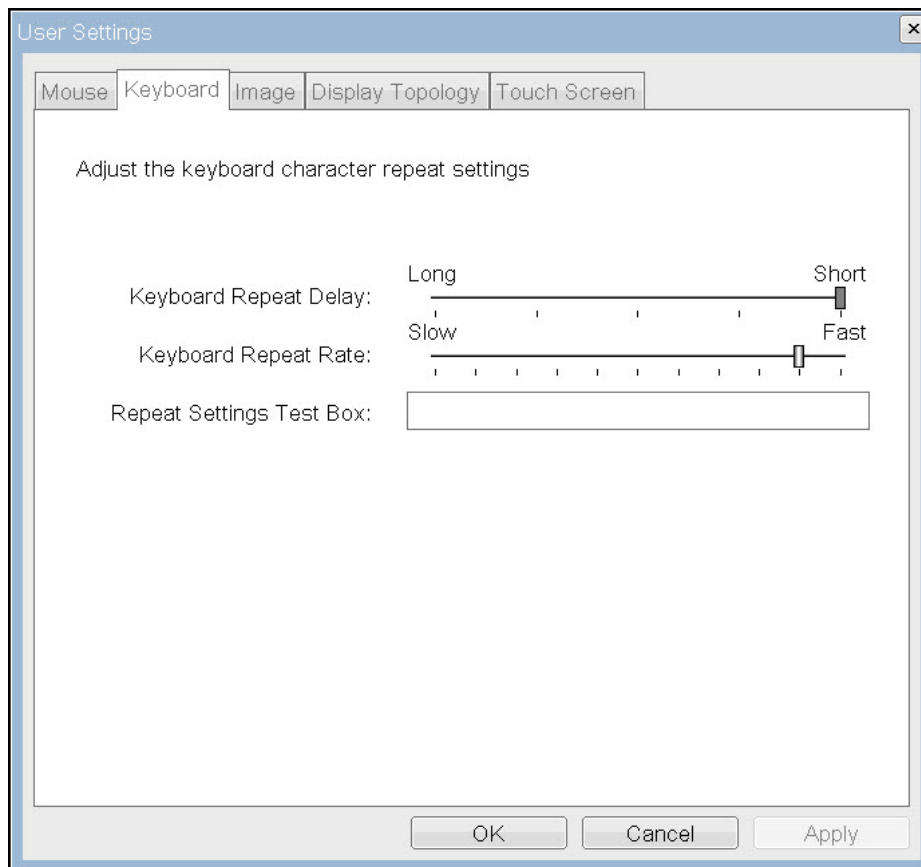 User Settings
Mouse Keyboard Image Display Topology Touch Screen
Adjust the keyboard character repeat settings
Long Short
Keyboard Repeat Delay:
Slow Fast
Keyboard Repeat Rate:
Repeat Settings Test Box:
OK Cancel Apply